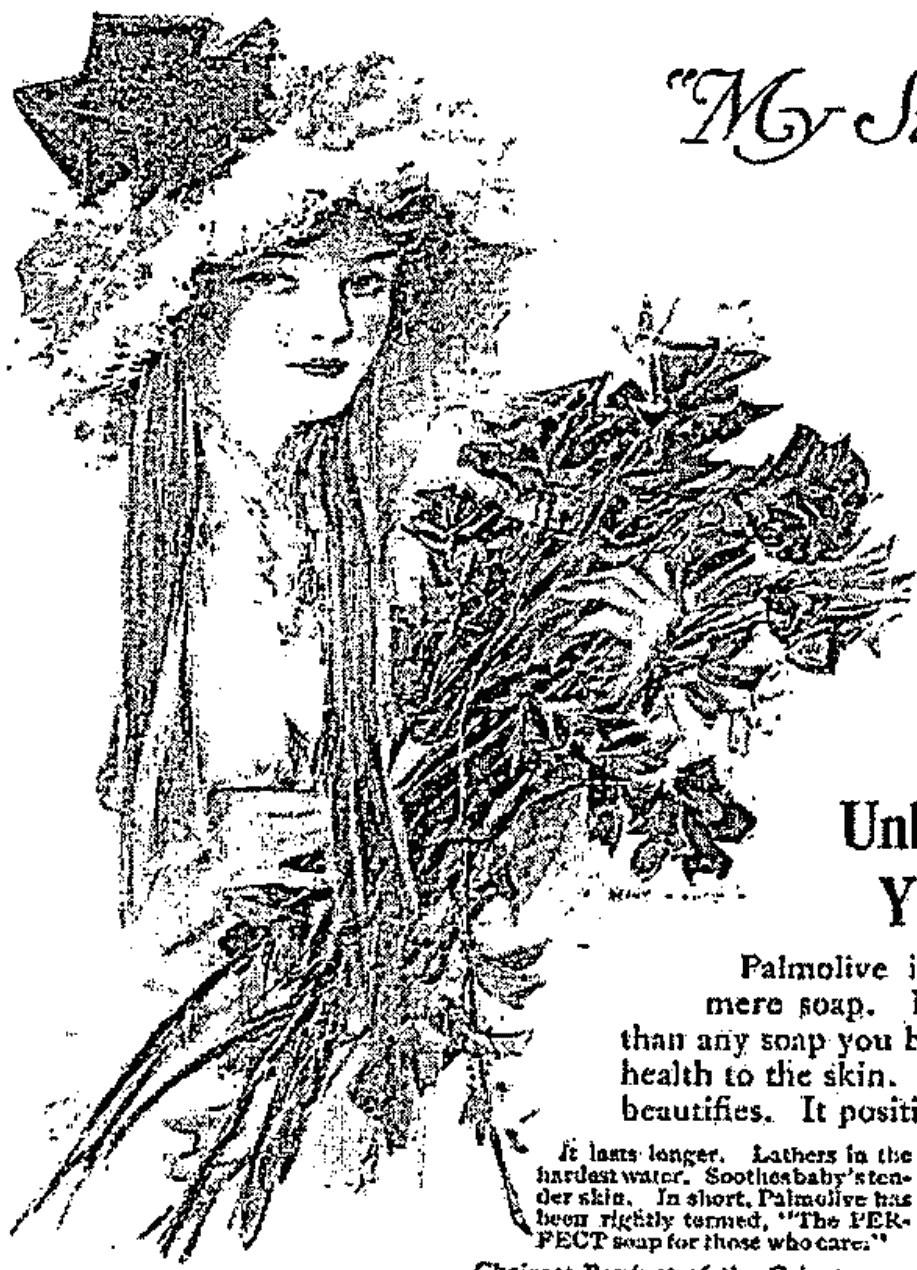 "My S
Unl
Y
Palmolive i
mere soap.
than any soap you b
health to the skin.
beautifies. It positi
It lasts longer. Lathers in the
hardest water. Soothes baby's ten-
der skin. In short, Palmolive has
been rightly termed, "The PER-
FECT soap for those who care."